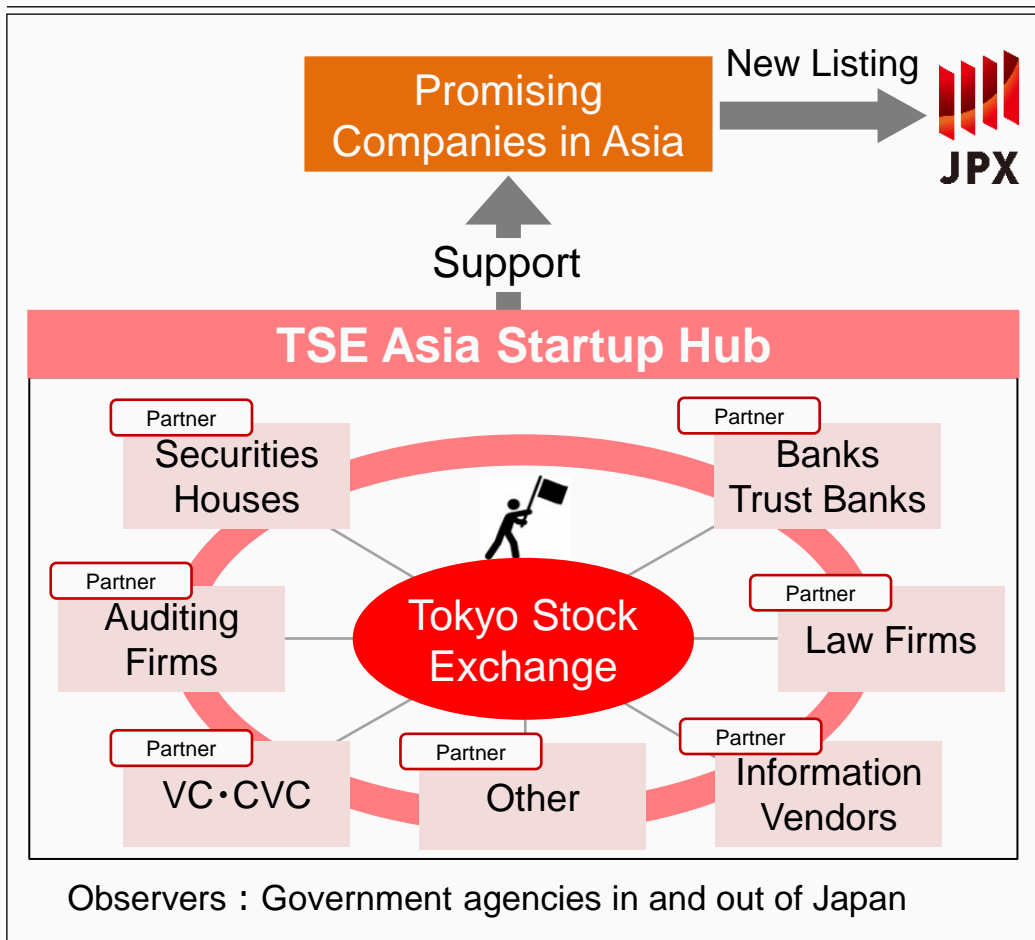 Promising
Companies in Asia
New Listing
JPX
Support
TSE Asia Startup Hub
Partner
Securities
Houses
Partner
Banks
Trust Banks
Partner
Auditing
Firms
Tokyo Stock
Exchange
Partner
Law Firms
Partner
VC・CVC
Partner
Other
Partner
Information
Vendors
Observers：Government agencies in and out of Japan